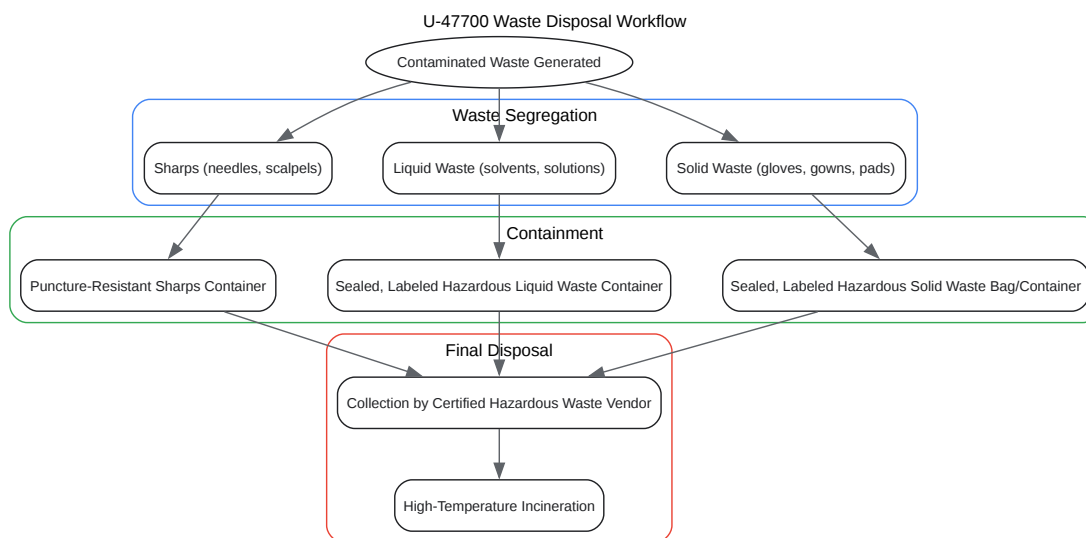 U-47700 Waste Disposal Workflow
Contaminated Waste Generated
Waste Segregation
Sharps (needles, scalpels)
Liquid Waste (solvents, solutions)
Solid Waste (gloves, gowns, pads)
Containment
Puncture-Resistant Sharps Container
Sealed, Labeled Hazardous Liquid Waste Container
Sealed, Labeled Hazardous Solid Waste Bag/Container
Final Disposal
Collection by Certified Hazardous Waste Vendor
High-Temperature Incineration